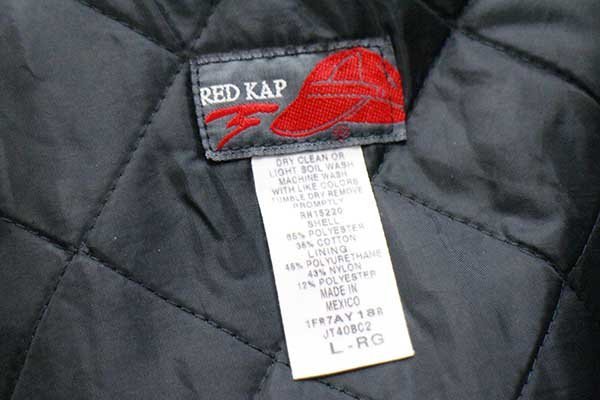 RED KAP
®
DRY CLEAN OR
LIGHT SOIL WASH
MACHINE WASH
WITH LIKE COLORS
TUMBLE DRY REMOVE
PROMPTLY
RN15220
SHELL
65% POLYESTER
35% COTTON
LINING
45% POLYURETHANE
43% NYLON
12% POLYESTER
MADE IN
MEXICO
1FR7AY188
JT40BC2
L-RG